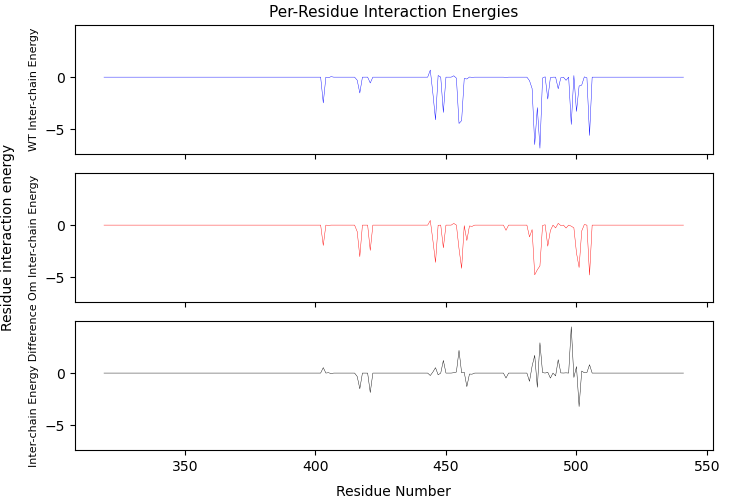 Per-Residue Interaction Energies
Residue interaction energy
WT Inter-chain Energy
0
−5
Om Inter-chain Energy
0
−5
Inter-chain Energy Difference
0
−5
350
400
450
500
550
Residue Number